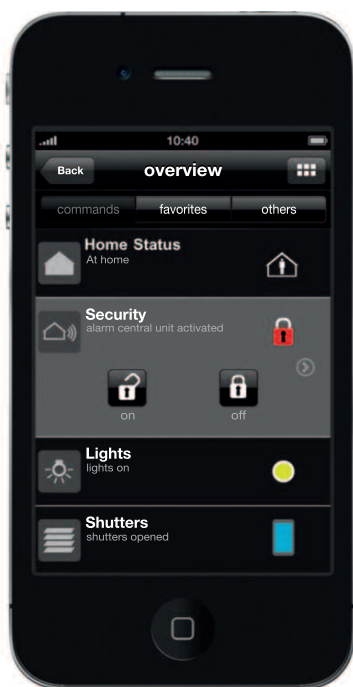 10:40
Back overview
commands favorites others
Home Status
At home
Security
alarm central unit activated
on off
Lights
lights on
Shutters
shutters opened